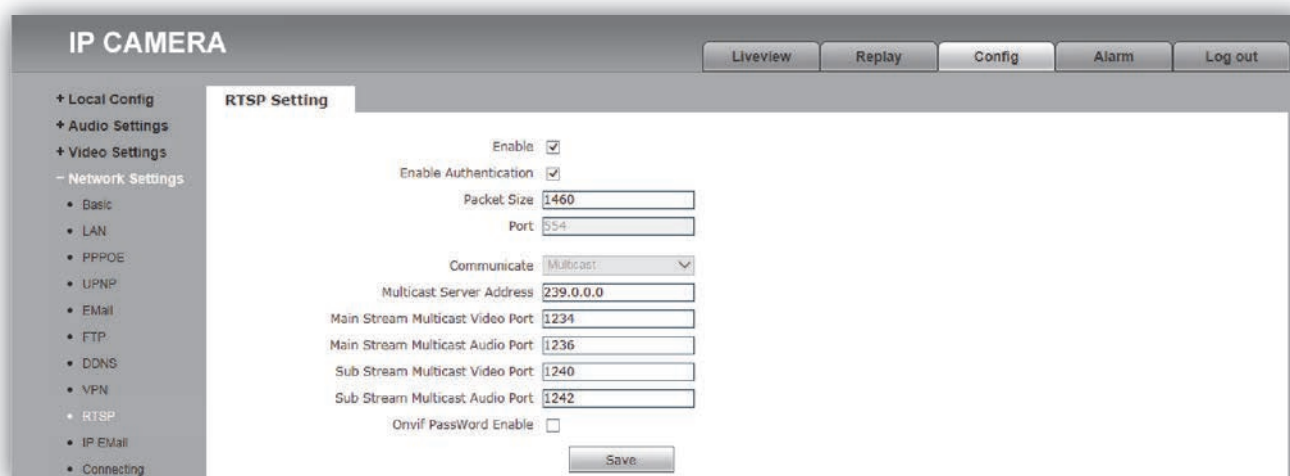 IP CAMERA
Liveview
Replay
Config
Alarm
Log out
+ Local Config
+ Audio Settings
+ Video Settings
− Network Settings
• Basic
• LAN
• PPPOE
• UPNP
• EMail
• FTP
• DDNS
• VPN
• RTSP
• IP EMail
• Connecting
RTSP Setting
Enable
Enable Authentication
Packet Size 1460
Port 554
Communicate Multicast
Multicast Server Address 239.0.0.0
Main Stream Multicast Video Port 1234
Main Stream Multicast Audio Port 1236
Sub Stream Multicast Video Port 1240
Sub Stream Multicast Audio Port 1242
Onvif PassWord Enable
Save